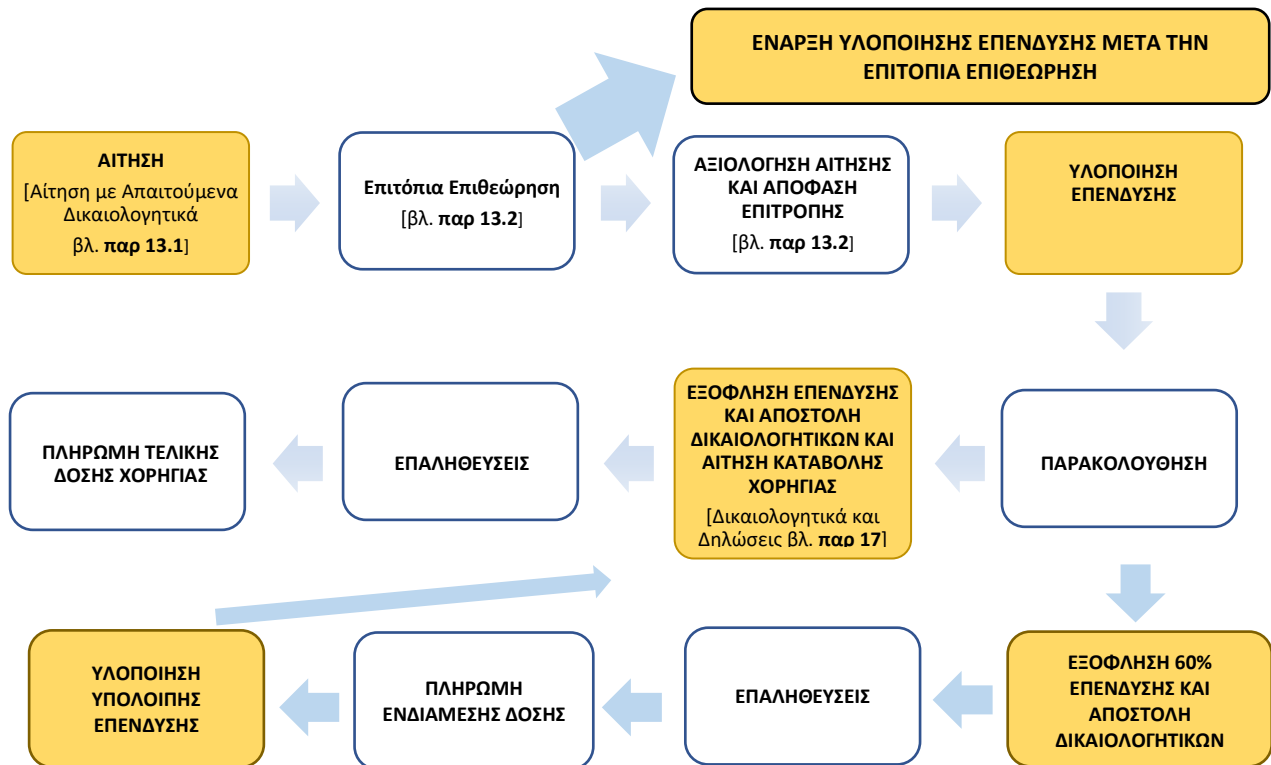 ΕΝΑΡΞΗ ΥΛΟΠΟΙΗΣΗΣ ΕΠΕΝΔΥΣΗΣ ΜΕΤΑ ΤΗΝ
ΕΠΙΤΟΠΙΑ ΕΠΙΘΕΩΡΗΣΗ
ΑΙΤΗΣΗ
[Αίτηση με Απαιτούμενα
Δικαιολογητικά
βλ. παρ 13.1]
Επιτόπια Επιθεώρηση
[βλ. παρ 13.2]
ΑΞΙΟΛΟΓΗΣΗ ΑΙΤΗΣΗΣ
ΚΑΙ ΑΠΟΦΑΣΗ
ΕΠΙΤΡΟΠΗΣ
[βλ. παρ 13.2]
ΥΛΟΠΟΙΗΣΗ
ΕΠΕΝΔΥΣΗΣ
ΠΛΗΡΩΜΗ ΤΕΛΙΚΗΣ
ΔΟΣΗΣ ΧΟΡΗΓΙΑΣ
ΕΠΑΛΗΘΕΥΣΕΙΣ
ΕΞΟΦΛΗΣΗ ΕΠΕΝΔΥΣΗΣ
ΚΑΙ ΑΠΟΣΤΟΛΗ
ΔΙΚΑΙΟΛΟΓΗΤΙΚΩΝ ΚΑΙ
ΑΙΤΗΣΗ ΚΑΤΑΒΟΛΗΣ
ΧΟΡΗΓΙΑΣ
[Δικαιολογητικά και
Δηλώσεις βλ. παρ 17]
ΠΑΡΑΚΟΛΟΥΘΗΣΗ
ΥΛΟΠΟΙΗΣΗ
ΥΠΟΛΟΙΠΗΣ
ΕΠΕΝΔΥΣΗΣ
ΠΛΗΡΩΜΗ
ΕΝΔΙΑΜΕΣΗΣ ΔΟΣΗΣ
ΕΠΑΛΗΘΕΥΣΕΙΣ
ΕΞΟΦΛΗΣΗ 60%
ΕΠΕΝΔΥΣΗΣ ΚΑΙ
ΑΠΟΣΤΟΛΗ
ΔΙΚΑΙΟΛΟΓΗΤΙΚΩΝ